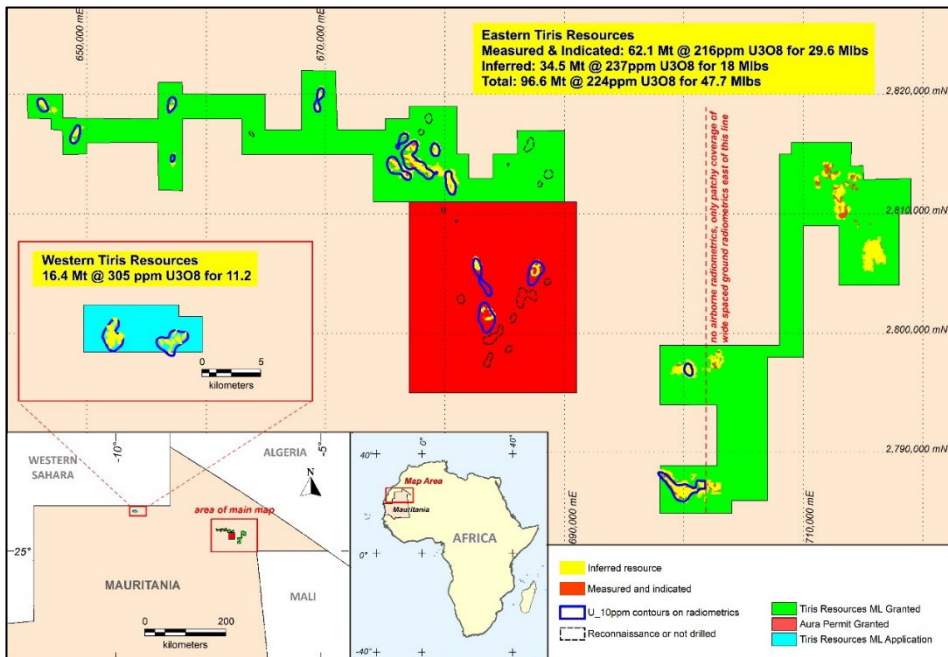 650,000 mE
670,000 mE
Eastern Tiris Resources
Measured & Indicated: 62.1 Mt @ 216ppm U3O8 for 29.6 Mlbs
Inferred: 34.5 Mt @ 237ppm U3O8 for 18 Mlbs
Total: 96.6 Mt @ 224ppm U3O8 for 47.7 Mlbs
2,820,000 mN
no airborne radiometrics, only patchy coverage of
wide spaced ground radiometrics east of this line
2,810,000 mN
Western Tiris Resources
16.4 Mt @ 305 ppm U3O8 for 11.2
2,800,000 mN
0 5
kilometers
2,790,000 mN
690,000 mE
710,000 mE
WESTERN
SAHARA
-10°
ALGERIA
-5°
N
area of main map
25°
MAURITANIA
MALI
0 200
kilometers
0° 40°
40°
Map Area
Mauritania
AFRICA
0°
-40°
Inferred resource
Measured and indicated
U_10ppm contours on radiometrics
Reconnaissance or not drilled
Tiris Resources ML Granted
Aura Permit Granted
Tiris Resources ML Application